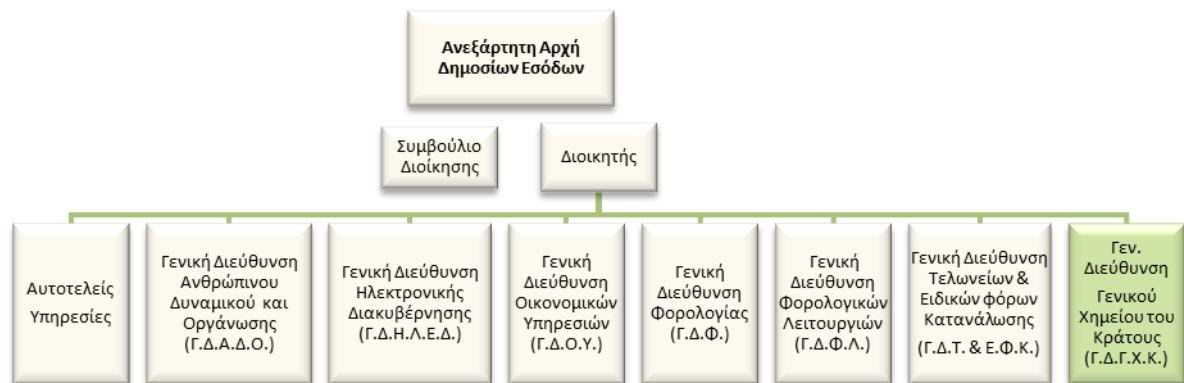 Ανεξάρτητη Αρχή
Δημοσίων Εσόδων
Συμβούλιο
Διοίκησης
Διοικητής
Αυτοτελείς
Υπηρεσίες
Γενική Διεύθυνση
Ανθρώπινου
Δυναμικού και
Οργάνωσης
(Γ.Δ.Α.Δ.Ο.)
Γενική Διεύθυνση
Ηλεκτρονικής
Διακυβέρνησης
(Γ.Δ.Η.Λ.Ε.Δ.)
Γενική
Διεύθυνση
Οικονομικών
Υπηρεσιών
(Γ.Δ.Ο.Υ.)
Γενική
Διεύθυνση
Φορολογίας
(Γ.Δ.Φ.)
Γενική
Διεύθυνση
Φορολογικών
Λειτουργιών
(Γ.Δ.Φ.Λ.)
Γενική Διεύθυνση
Τελωνείων &
Ειδικών φόρων
Κατανάλωσης
(Γ.Δ.Τ. & Ε.Φ.Κ.)
Γεν.
Διεύθυνση
Γενικού
Χημείου του
Κράτους
(Γ.Δ.Γ.Χ.Κ.)